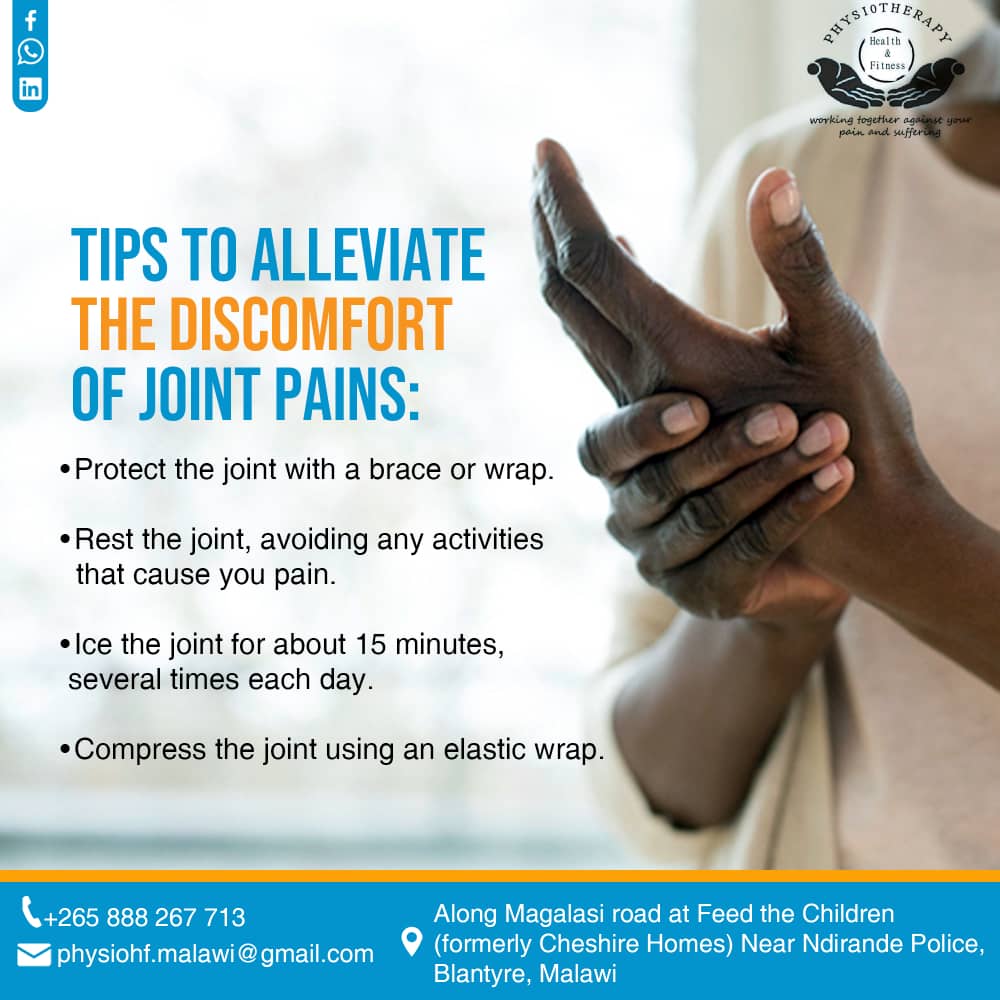 PHYSI0THERAPY
Health
&
Fitness
working together against your
pain and suffering
TIPS TO ALLEVIATE
THE DISCOMFORT
OF JOINT PAINS:
•Protect the joint with a brace or wrap.
•Rest the joint, avoiding any activities
that cause you pain.
•Ice the joint for about 15 minutes,
several times each day.
•Compress the joint using an elastic wrap.
+265 888 267 713
physiohf.malawi@gmail.com
Along Magalasi road at Feed the Children
(formerly Cheshire Homes) Near Ndirande Police,
Blantyre, Malawi